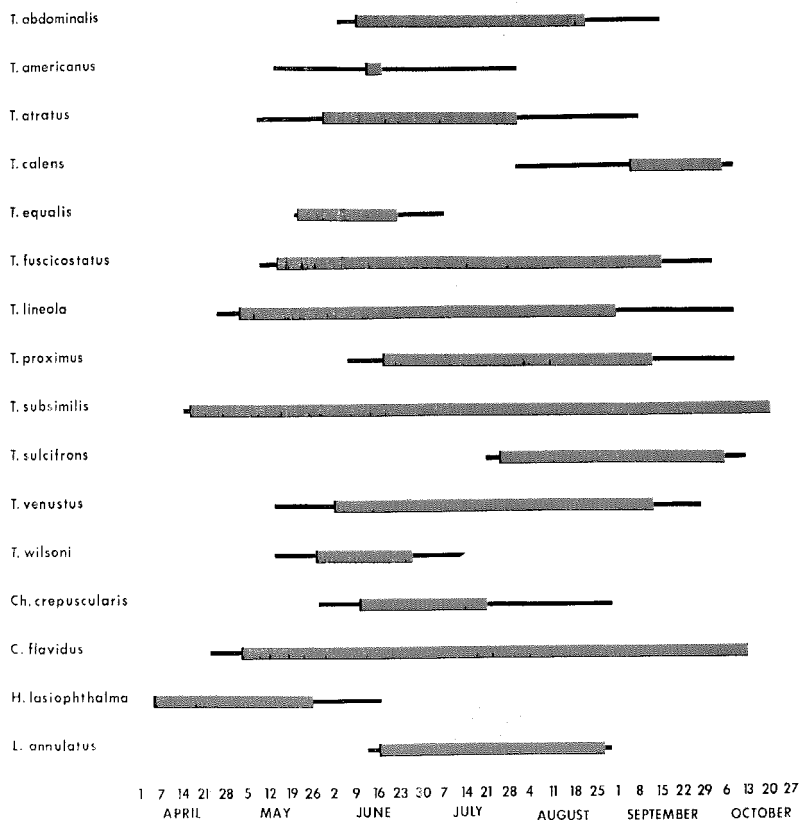 T. abdominalis
T. americanus
T. atratus
T. calens
T. equalis
T. fuscicostatus
T. lineola
T. proximus
T. subsimilis
T. sulcifrons
T. venustus
T. wilsoni
Ch. crepuscularis
C. flavidus
H. lasiophthalma
L. annulatus
1 7 14 21 28 5 12 19 26 2 9 16 23 30 7 14 21 28 4 11 18 25 1 8 15 22 29 6 13 20 27
APRIL MAY JUNE JULY AUGUST SEPTEMBER OCTOBER